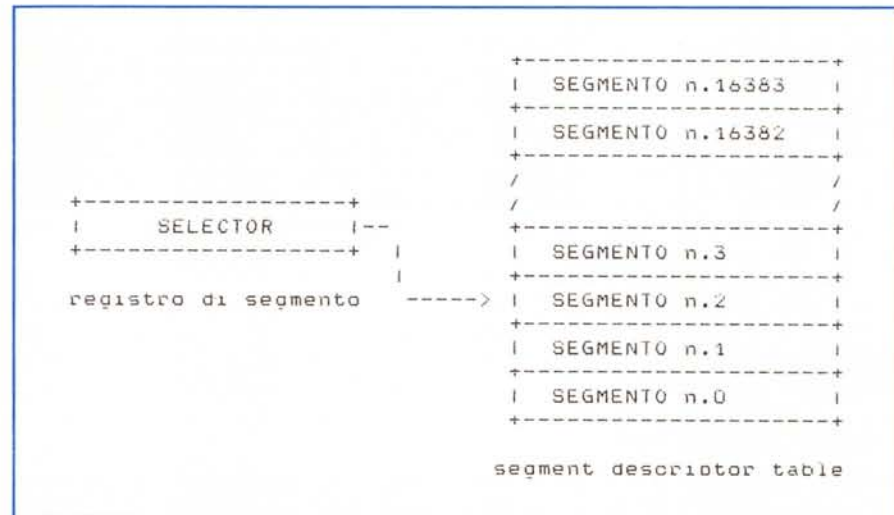 SEGMENTO n.16383
SEGMENTO n.16382
SELECTOR
registro di segmento
SEGMENTO n.3
SEGMENTO n.2
SEGMENTO n.1
SEGMENTO n.0
segment descriptor table